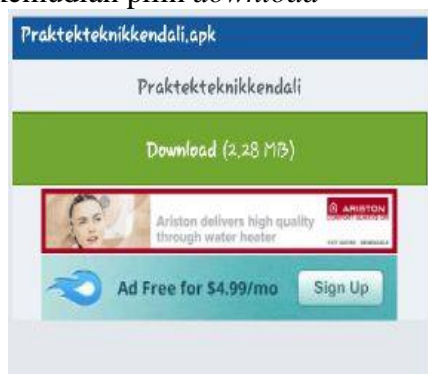 kemudian pilih download
Praktekteknikkendali.apk
Praktekteknikkendali
Download (2,28 MB)
Ariston delivers high quality
through water heater
ARISTON
Ad Free for $4.99/mo
Sign Up